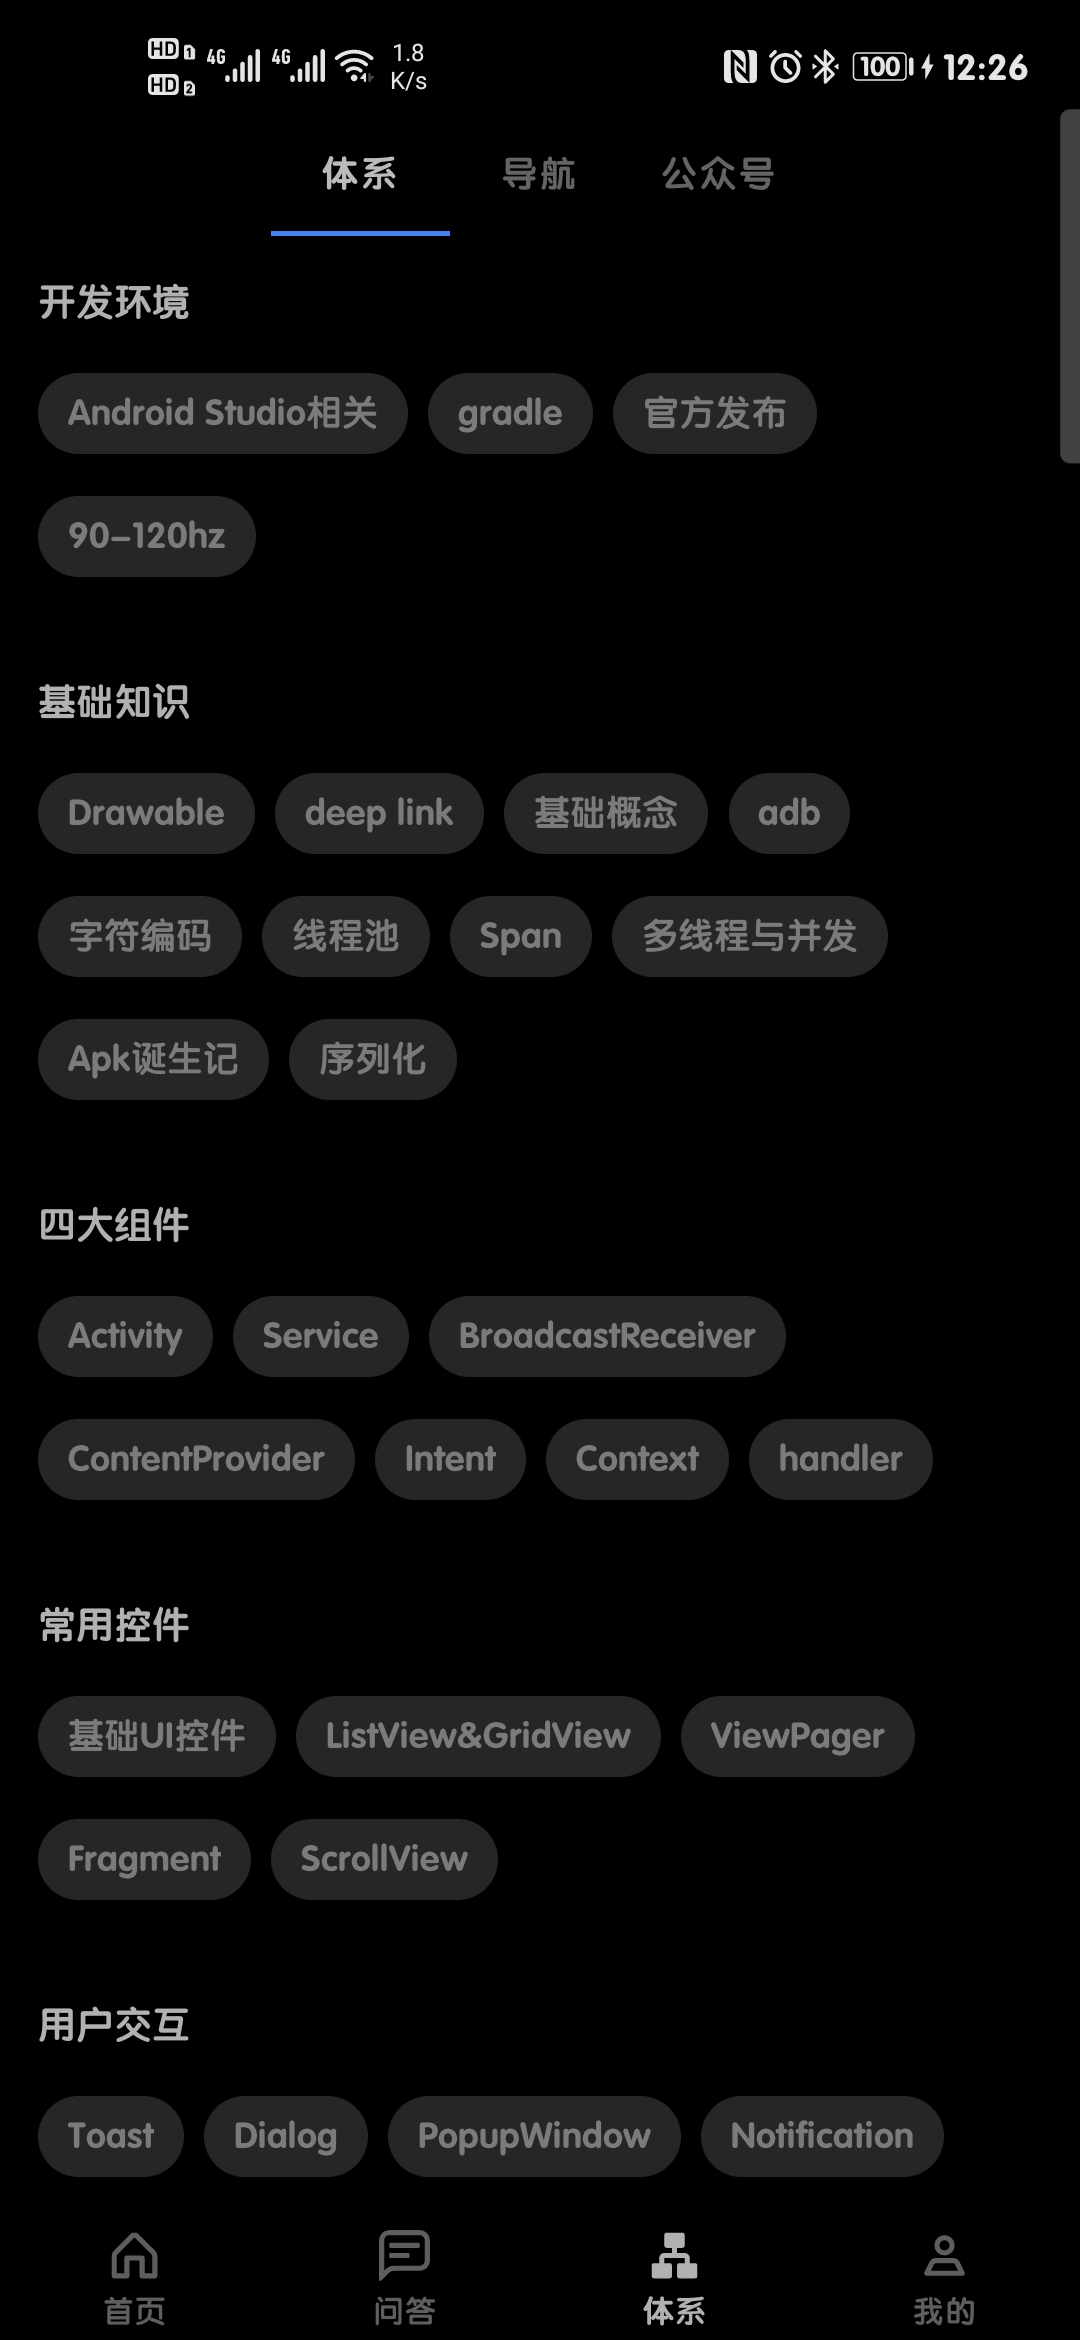 HD 1 4G 4G 1.8 100 12:26
HD 2 K/s
体系 导航 公众号
开发环境
Android Studio相关 gradle 官方发布
90-120hz
基础知识
Drawable deep link 基础概念 adb
字符编码 线程池 Span 多线程与并发
Apk诞生记 序列化
四大组件
Activity Service BroadcastReceiver
ContentProvider Intent Context handler
常用控件
基础UI控件 ListView&GridView ViewPager
Fragment ScrollView
用户交互
Toast Dialog PopupWindow Notification
首页 问答 体系 我的